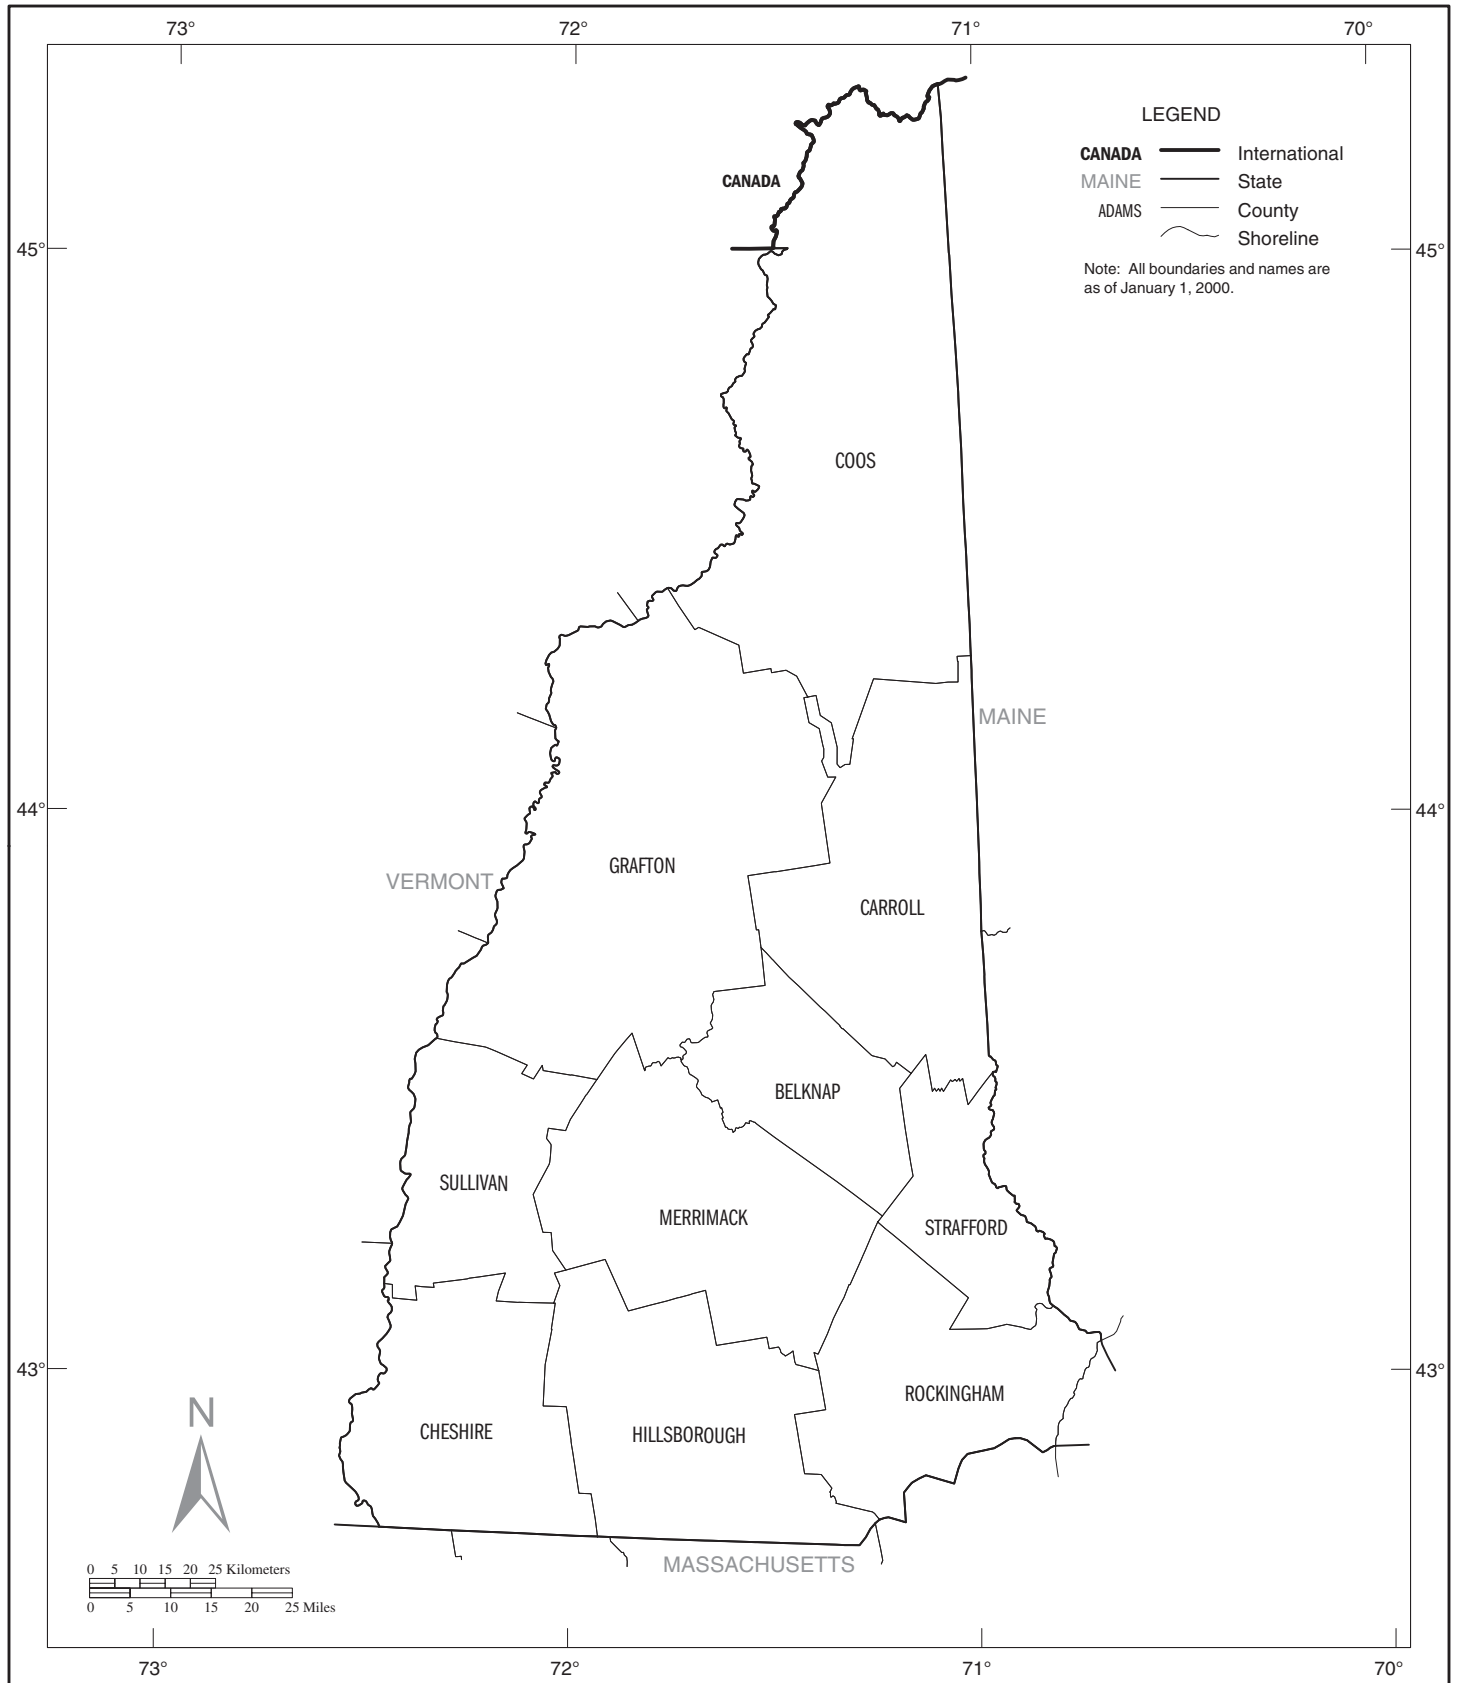 73° 72° 71° 70°
LEGEND
CANADA International
MAINE State
ADAMS County
Shoreline
Note: All boundaries and names are
as of January 1, 2000.
CANADA
45° 45°
COOS
MAINE
44° 44°
GRAFTON
VERMONT
CARROLL
BELKNAP
SULLIVAN
MERRIMACK
STRAFFORD
43° 43°
ROCKINGHAM
N
CHESHIRE
HILLSBOROUGH
MASSACHUSETTS
0 5 10 15 20 25 Kilometers
0 5 10 15 20 25 Miles
73° 72° 71° 70°